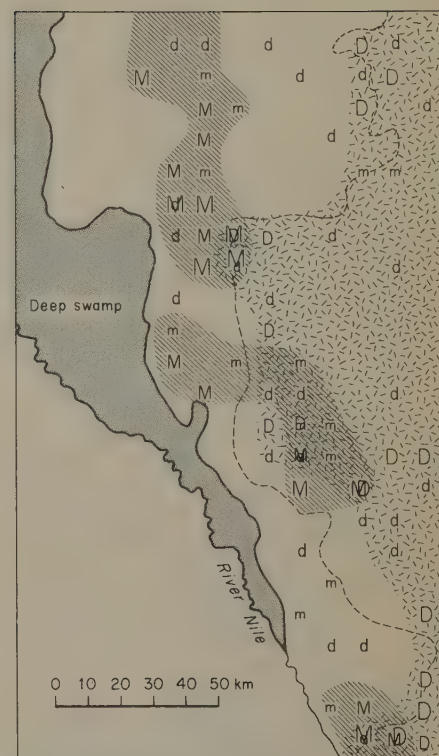 d d d D d
M m d d D
M m D d
M d
M m m m
M d M
d M M D D d
M M d d
d d
Deep swamp
m D
M m m
M d d d
D D m
d M m D D
M M D d
d d
d d
River Nile
m
m D
d d
D
0 10 20 30 40 50 km
m M D
M d M D D